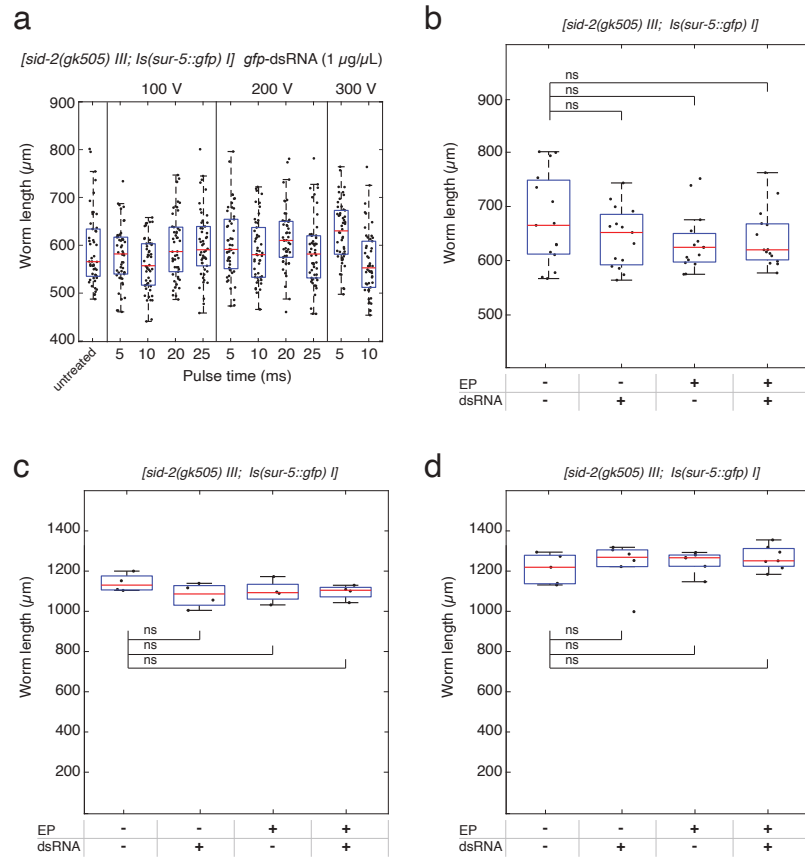 a
[sid-2(gk505) III; Is(sur-5::gfp) I] gfp-dsRNA (1 µg/µL)
100 V 200 V 300 V
900
800
700
600
500
400
Worm length (µm)
untreated 5 10 20 25 5 10 20 25 5 10
Pulse time (ms)
b
[sid-2(gk505) III; Is(sur-5::gfp) I]
ns
ns
ns
900
800
700
600
500
Worm length (µm)
EP - - + +
dsRNA - + - +
c
[sid-2(gk505) III; Is(sur-5::gfp) I]
1400
1200
1000
800
600
400
200
Worm length (µm)
ns
ns
ns
EP - - + +
dsRNA - + - +
d
[sid-2(gk505) III; Is(sur-5::gfp) I]
1400
1200
1000
800
600
400
200
Worm length (µm)
ns
ns
ns
EP - - + +
dsRNA - + - +